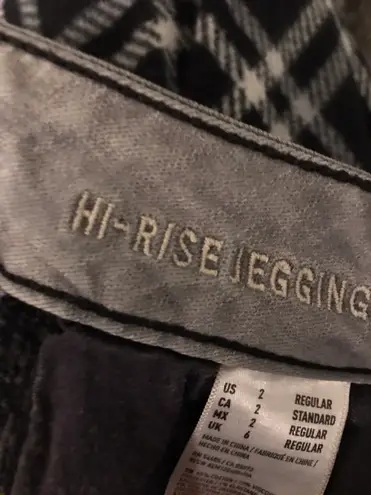 HI-RISE JEGGING
US 2 REGULAR
CA 2 STANDARD
MX 2 REGULAR
UK 6 REGULAR
MADE IN CHINA / FABRIQUÉ EN CHINE /
HECHO EN CHINA